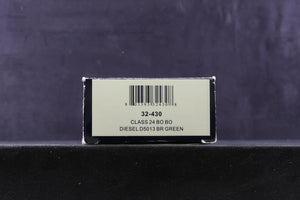 32-430
CLASS 24 BO BO
DIESEL D5013 BR GREEN